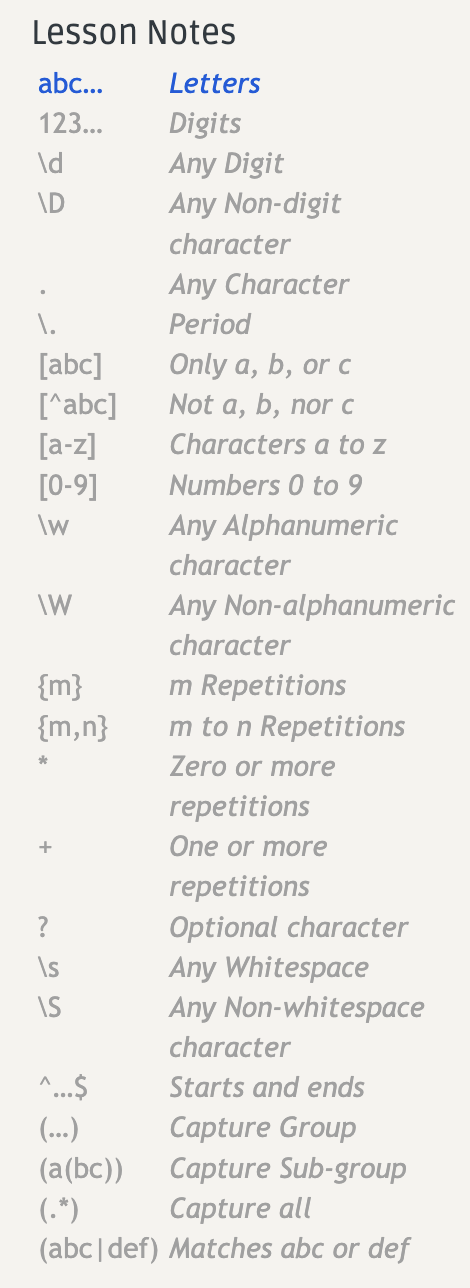 Lesson Notes
abc… Letters
123… Digits
\d Any Digit
\D Any Non-digit
character
. Any Character
\. Period
[abc] Only a, b, or c
[^abc] Not a, b, nor c
[a-z] Characters a to z
[0-9] Numbers 0 to 9
\w Any Alphanumeric
character
\W Any Non-alphanumeric
character
{m} m Repetitions
{m,n} m to n Repetitions
* Zero or more
repetitions
+ One or more
repetitions
? Optional character
\s Any Whitespace
\S Any Non-whitespace
character
^…$ Starts and ends
(…) Capture Group
(a(bc)) Capture Sub-group
(.*) Capture all
(abc|def) Matches abc or def